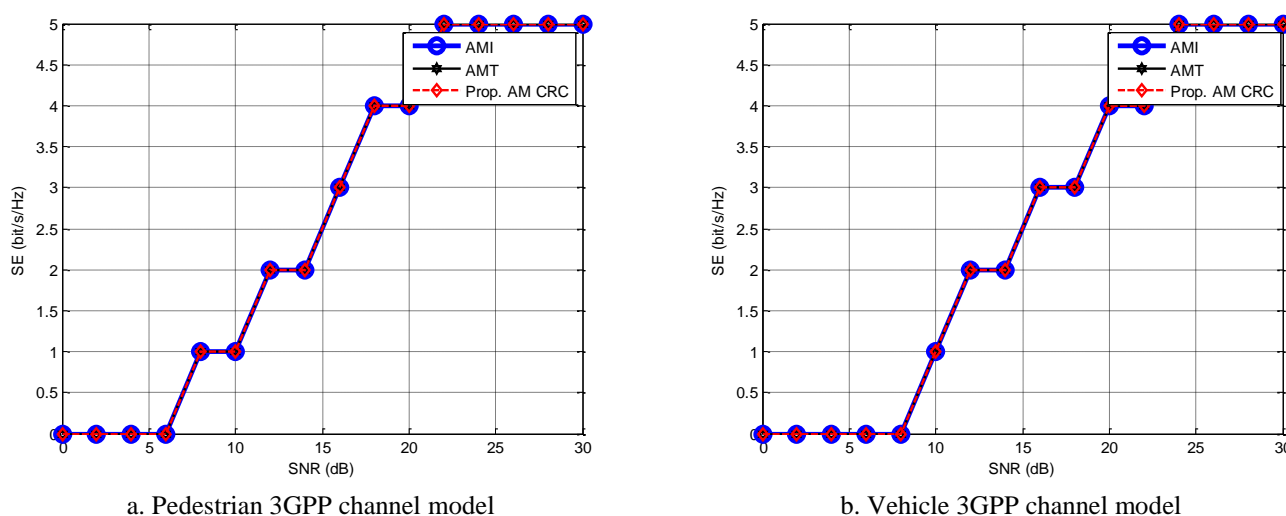 5
4.5
4
3.5
3
2.5
2
1.5
1
0.5
0
0 5 10 15 20 25 30
SE (bit/s/Hz)
SNR (dB)
AMI
AMT
Prop. AM CRC
a. Pedestrian 3GPP channel model
5
4.5
4
3.5
3
2.5
2
1.5
1
0.5
0
0 5 10 15 20 25 30
SE (bit/s/Hz)
SNR (dB)
AMI
AMT
Prop. AM CRC
b. Vehicle 3GPP channel model